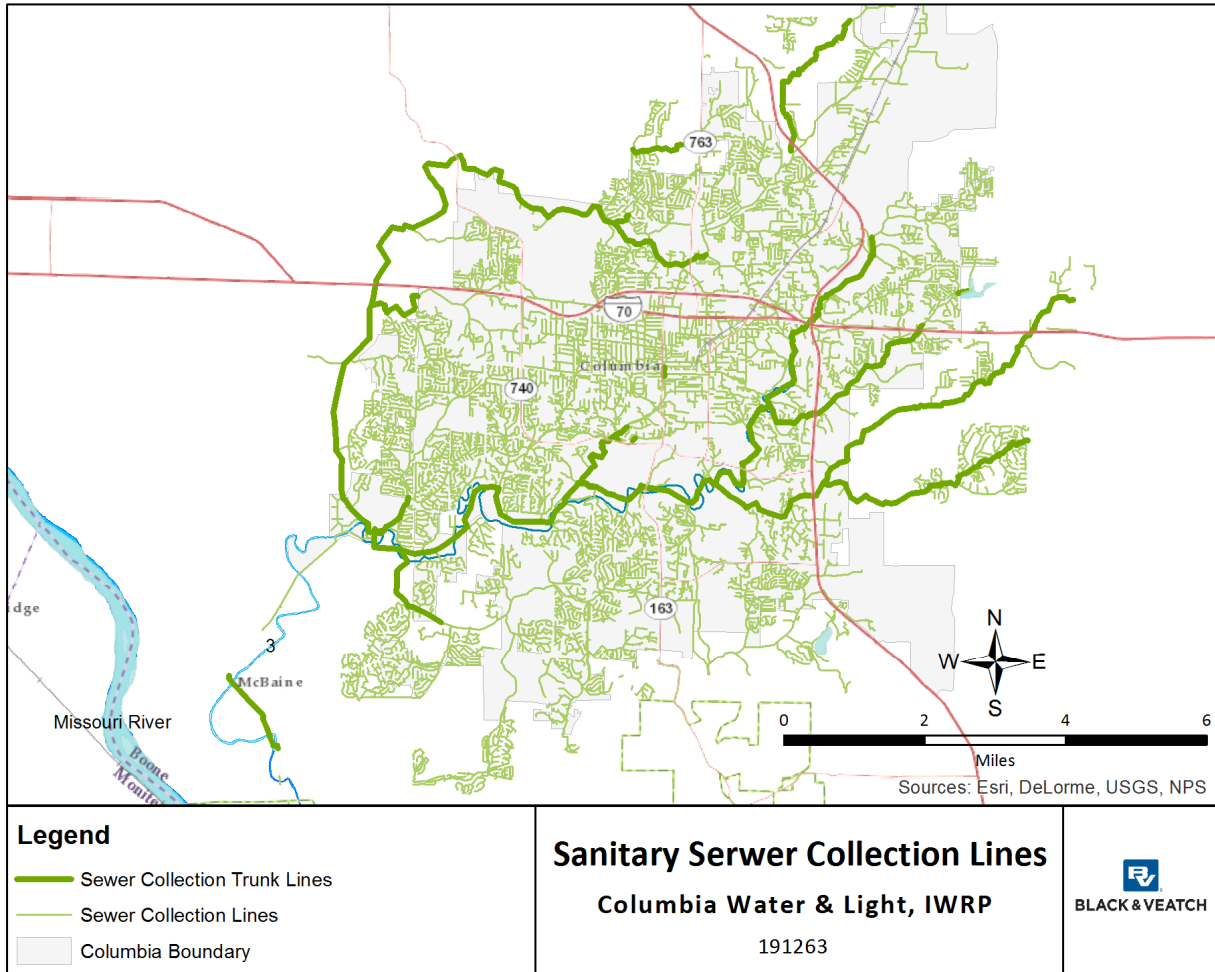 763
70
Columbia
740
idge
163
3
McBaine
Missouri River
Boone
Monite
N
W E
S
0 2 4 6
Miles
Sources: Esri, DeLorme, USGS, NPS
Legend
Sewer Collection Trunk Lines
Sewer Collection Lines
Columbia Boundary
Sanitary Serwer Collection Lines
Columbia Water & Light, IWRP
191263
BV
BLACK & VEATCH